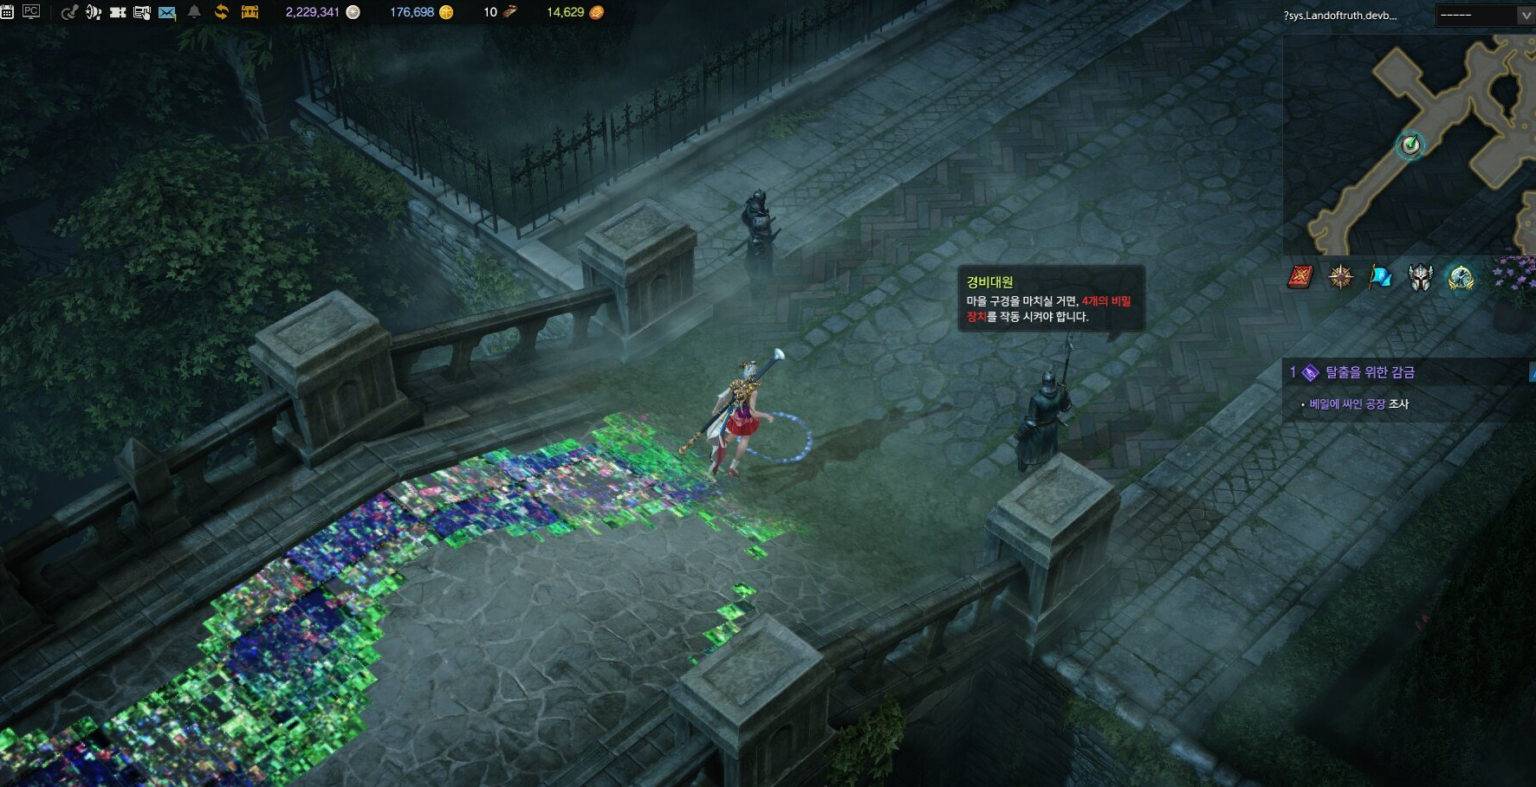 PC
2,229,341
176,698
10
14,629
?sys,Landoftruth,devb...
-----
경비대원
마을 구경을 마치실 거면, 4개의 비밀
장치를 작동 시켜야 합니다.
1 탈출을 위한 감금
· 베일에 싸인 공장 조사